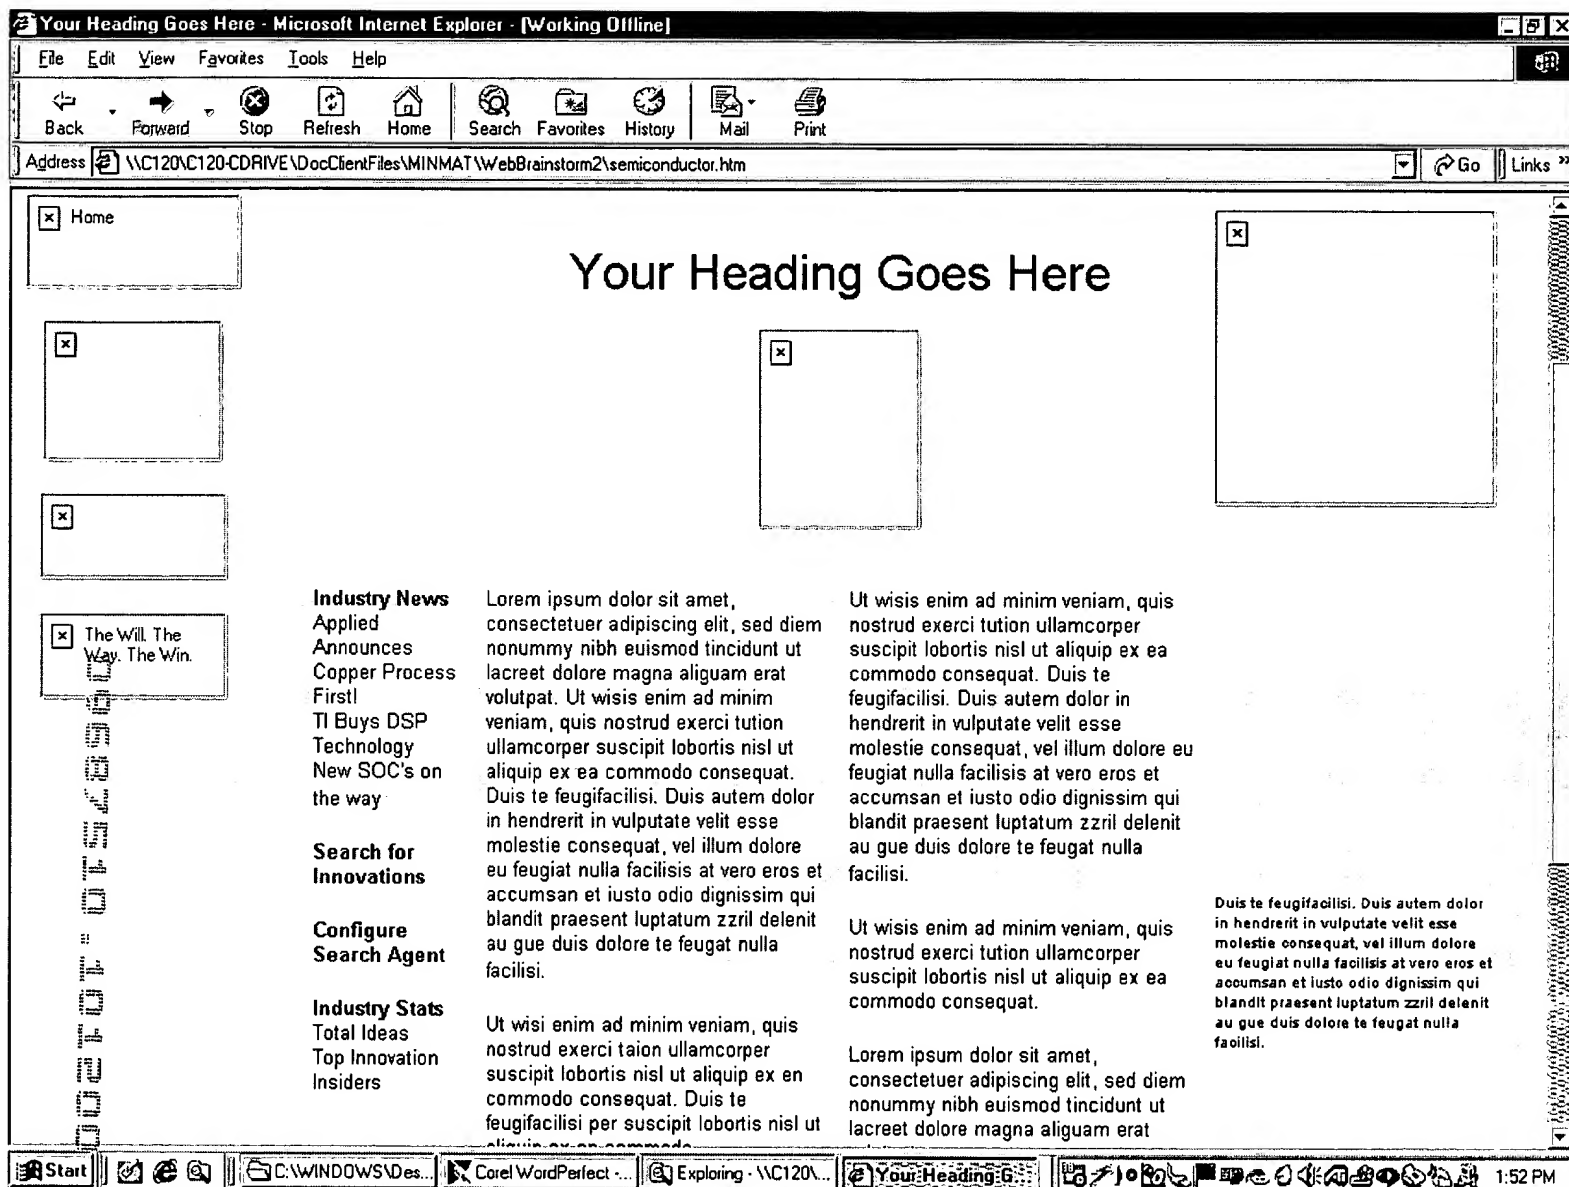 Your Heading Goes Here - Microsoft Internet Explorer - [Working Offline]
File Edit View Favorites Tools Help
Back Forward Stop Refresh Home Search Favorites History Mail Print
Address \\C120\C120-CDRIVE\DocClientFiles\MINMAT\WebBrainstorm2\semiconductor.htm Go Links »
Home
Your Heading Goes Here
The Will. The
Way. The Win.
Industry News
Applied
Announces
Copper Process
First!
TI Buys DSP
Technology
New SOC's on
the way
Search for
Innovations
Configure
Search Agent
Industry Stats
Total Ideas
Top Innovation
Insiders
Lorem ipsum dolor sit amet,
consectetuer adipiscing elit, sed diem
nonummy nibh euismod tincidunt ut
lacreet dolore magna aliguam erat
volutpat. Ut wisis enim ad minim
veniam, quis nostrud exerci tution
ullamcorper suscipit lobortis nisl ut
aliquip ex ea commodo consequat.
Duis te feugifacilisi. Duis autem dolor
in hendrerit in vulputate velit esse
molestie consequat, vel illum dolore
eu feugiat nulla facilisis at vero eros et
accumsan et iusto odio dignissim qui
blandit praesent luptatum zzril delenit
au gue duis dolore te feugat nulla
facilisi.
Ut wisi enim ad minim veniam, quis
nostrud exerci taion ullamcorper
suscipit lobortis nisl ut aliquip ex en
commodo consequat. Duis te
feugifacilisi per suscipit lobortis nisl ut
aliquip ex en commodo
Ut wisis enim ad minim veniam, quis
nostrud exerci tution ullamcorper
suscipit lobortis nisl ut aliquip ex ea
commodo consequat. Duis te
feugifacilisi. Duis autem dolor in
hendrerit in vulputate velit esse
molestie consequat, vel illum dolore eu
feugiat nulla facilisis at vero eros et
accumsan et iusto odio dignissim qui
blandit praesent luptatum zzril delenit
au gue duis dolore te feugat nulla
facilisi.
Ut wisis enim ad minim veniam, quis
nostrud exerci tution ullamcorper
suscipit lobortis nisl ut aliquip ex ea
commodo consequat.
Lorem ipsum dolor sit amet,
consectetuer adipiscing elit, sed diem
nonummy nibh euismod tincidunt ut
lacreet dolore magna aliguam erat
Duis te feugifacilisi. Duis autem dolor
in hendrerit in vulputate velit esse
molestie consequat, vel illum dolore
eu feugiat nulla facilisis at vero eros et
accumsan et iusto odio dignissim qui
blandit praesent luptatum zzril delenit
au gue duis dolore te feugat nulla
facilisi.
Start C:\WINDOWS\Des... Corel WordPerfect -... Exploring - \\C120\... Your Heading G... 1:52 PM